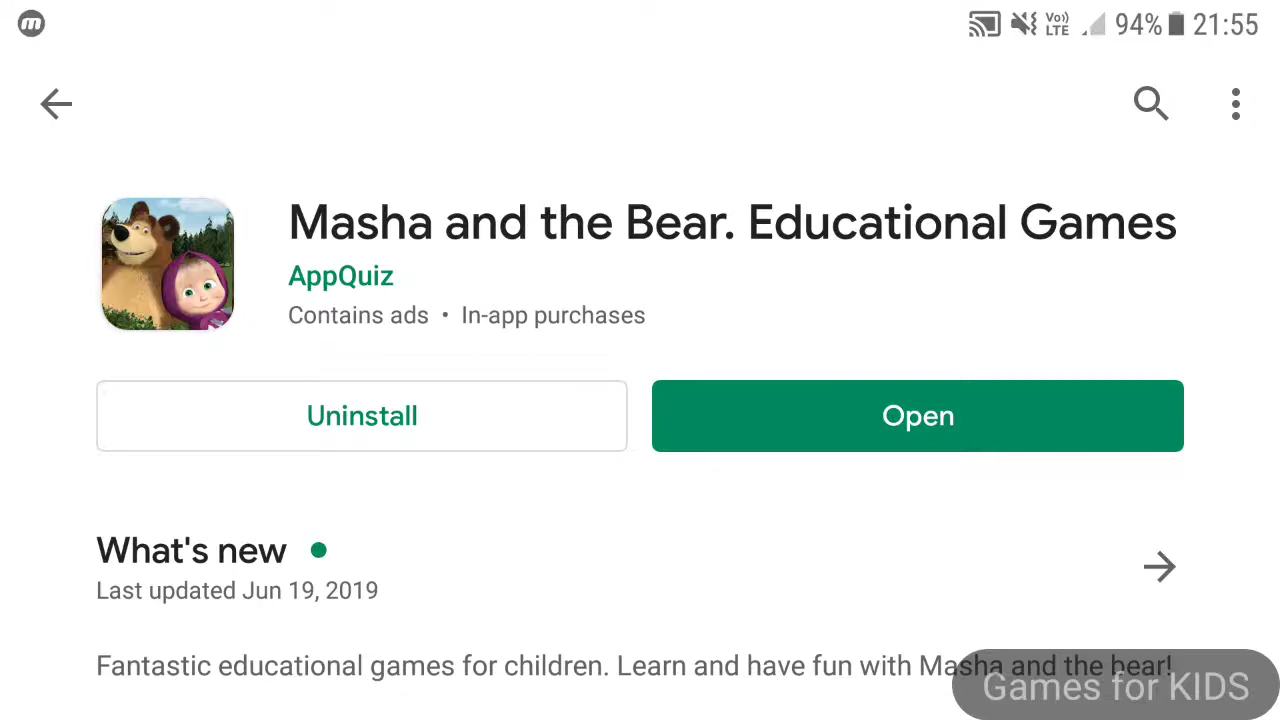 m
Vo))
LTE
94%
21:55
Masha and the Bear. Educational Games
AppQuiz
Contains ads • In-app purchases
Uninstall
Open
What's new
Last updated Jun 19, 2019
Fantastic educational games for children. Learn and have fun with Masha and the bear!
Games for KIDS